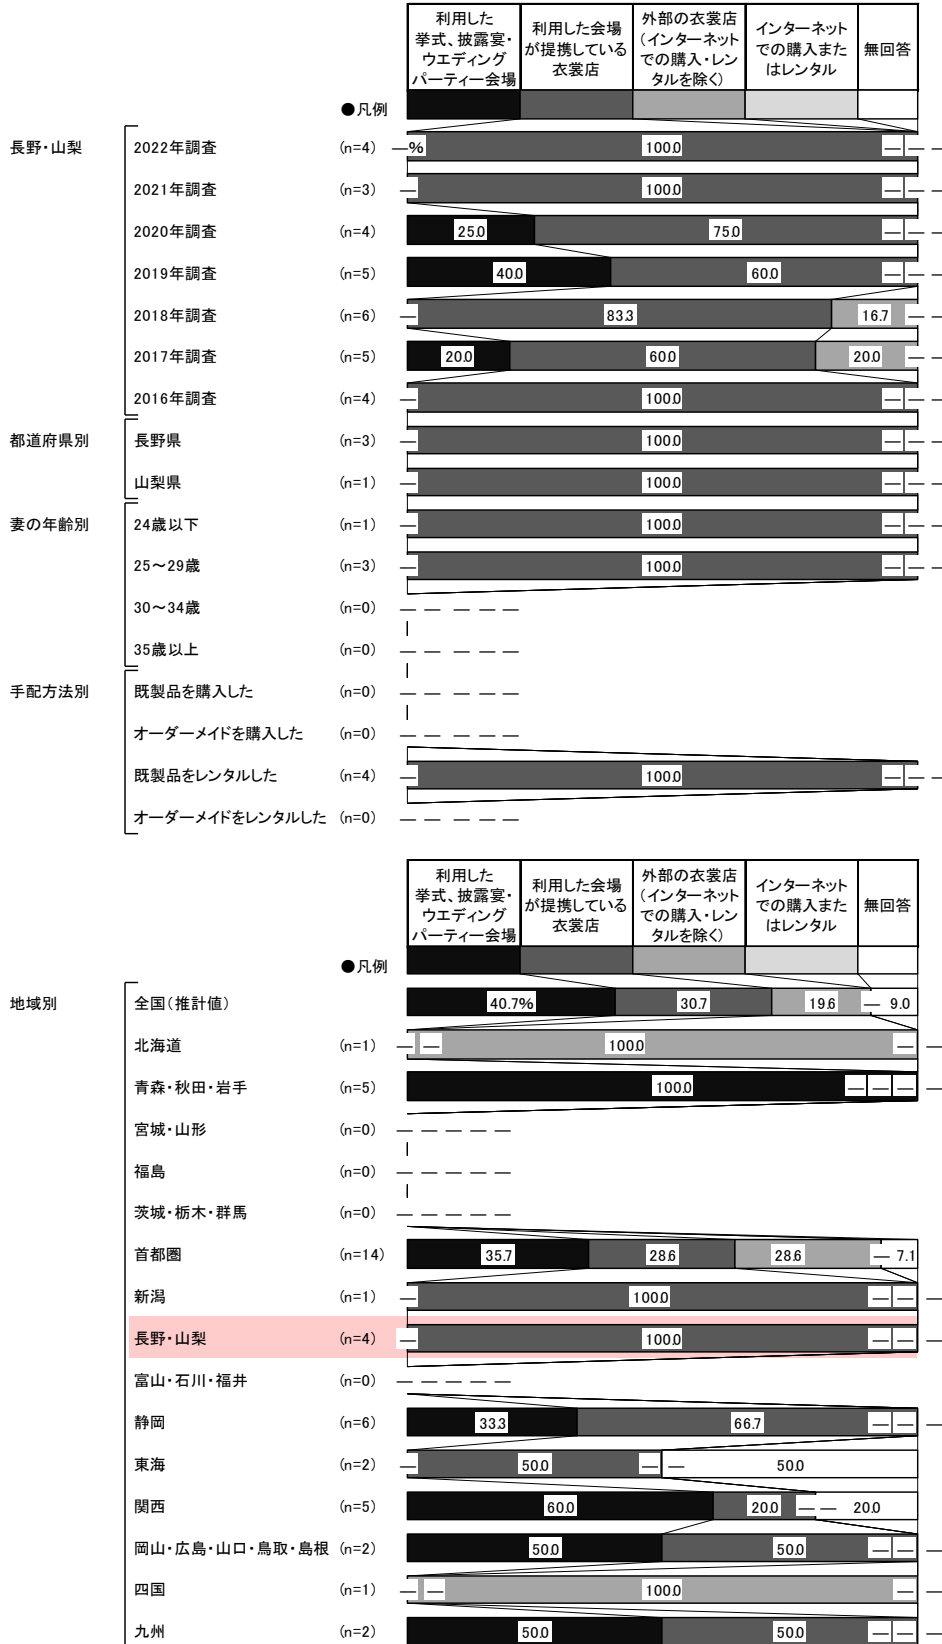 利用した
挙式、披露宴・
ウエディング
パーティー会場
利用した会場
が提携している
衣裳店
外部の衣裳店
(インターネット
での購入・レン
タルを除く)
インターネット
での購入また
はレンタル
無回答
●凡例
長野・山梨 2022年調査 (n=4) —% 100.0 — — —
2021年調査 (n=3) — 100.0 — — —
2020年調査 (n=4) 25.0 75.0 — — —
2019年調査 (n=5) 40.0 60.0 — — —
2018年調査 (n=6) — 83.3 16.7 — —
2017年調査 (n=5) 20.0 60.0 20.0 — —
2016年調査 (n=4) — 100.0 — — —
都道府県別 長野県 (n=3) — 100.0 — — —
山梨県 (n=1) — 100.0 — — —
妻の年齢別 24歳以下 (n=1) — 100.0 — — —
25～29歳 (n=3) — 100.0 — — —
30～34歳 (n=0) — — — — —
35歳以上 (n=0) — — — — —
手配方法別 既製品を購入した (n=0) — — — — —
オーダーメイドを購入した (n=0) — — — — —
既製品をレンタルした (n=4) — 100.0 — — —
オーダーメイドをレンタルした (n=0) — — — — —
利用した
挙式、披露宴・
ウエディング
パーティー会場
利用した会場
が提携している
衣裳店
外部の衣裳店
(インターネット
での購入・レン
タルを除く)
インターネット
での購入また
はレンタル
無回答
●凡例
地域別 全国(推計値) 40.7% 30.7 19.6 — 9.0
北海道 (n=1) — — 100.0 — —
青森・秋田・岩手 (n=5) 100.0 — — — —
宮城・山形 (n=0) — — — — —
福島 (n=0) — — — — —
茨城・栃木・群馬 (n=0) — — — — —
首都圏 (n=14) 35.7 28.6 28.6 — 7.1
新潟 (n=1) — 100.0 — — —
長野・山梨 (n=4) — 100.0 — — —
富山・石川・福井 (n=0) — — — — —
静岡 (n=6) 33.3 66.7 — — —
東海 (n=2) — 50.0 — — 50.0
関西 (n=5) 60.0 20.0 — — 20.0
岡山・広島・山口・鳥取・島根 (n=2) 50.0 50.0 — — —
四国 (n=1) — — 100.0 — —
九州 (n=2) 50.0 50.0 — — —